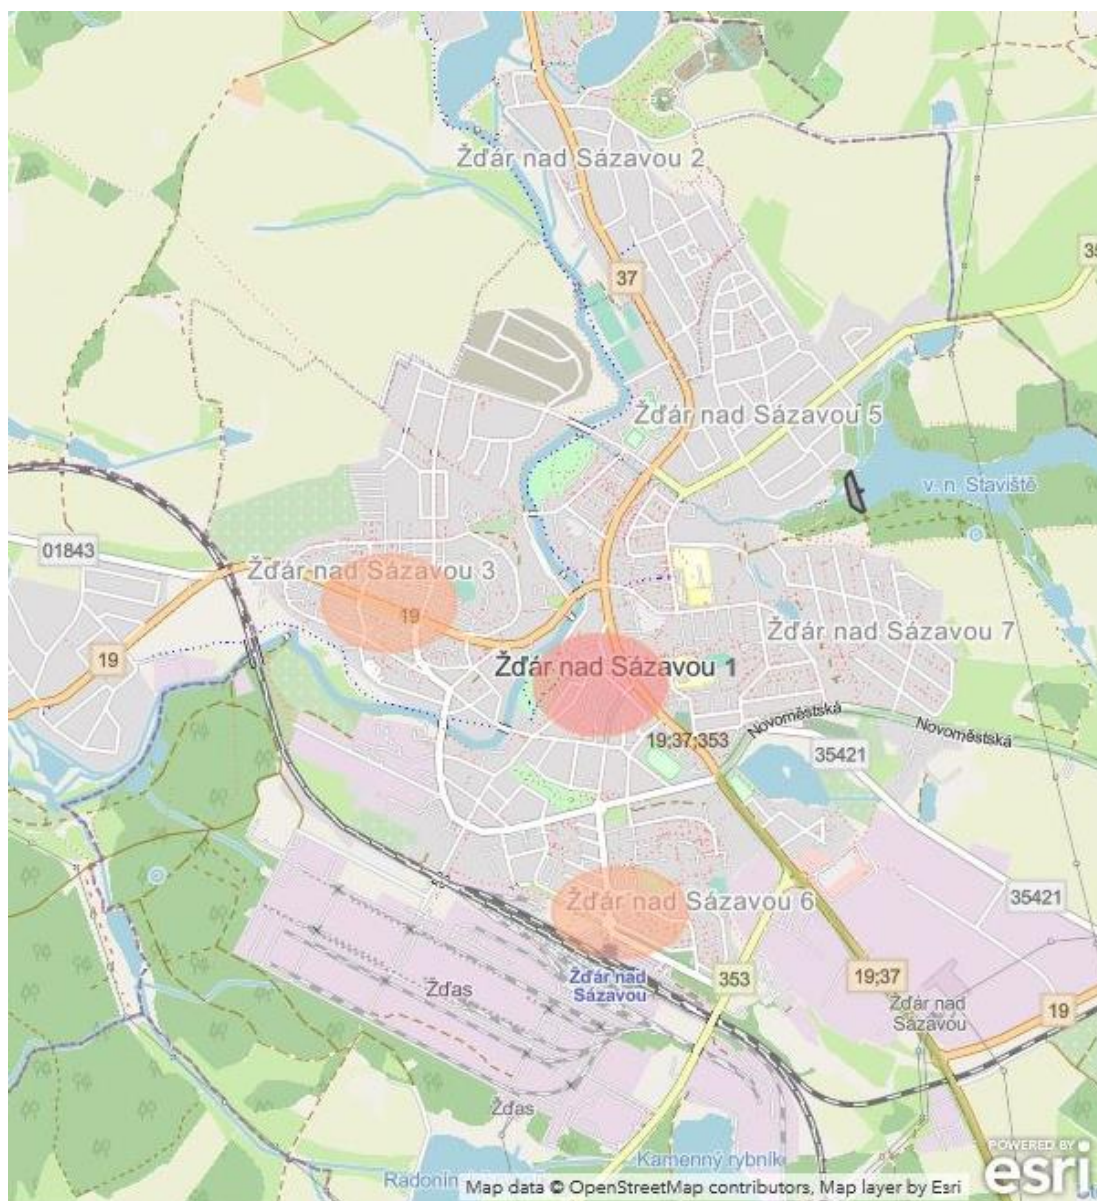 Žďár nad Sázavou 2
37
Žďár nad Sázavou 5
v. n. Staviště
01843
Žďár nad Sázavou 3
19
19
Žďár nad Sázavou 7
Žďár nad Sázavou 1
19;37;353
Novoměstská
Novoměstská
35421
35421
Žďár nad Sázavou 6
Žďár nad
Sázavou
353
19;37
Žďas
Žďár nad
Sázavou
19
Žďas
Kamenný rybník
POWERED BY
esri
Map data © OpenStreetMap contributors, Map layer by Esri